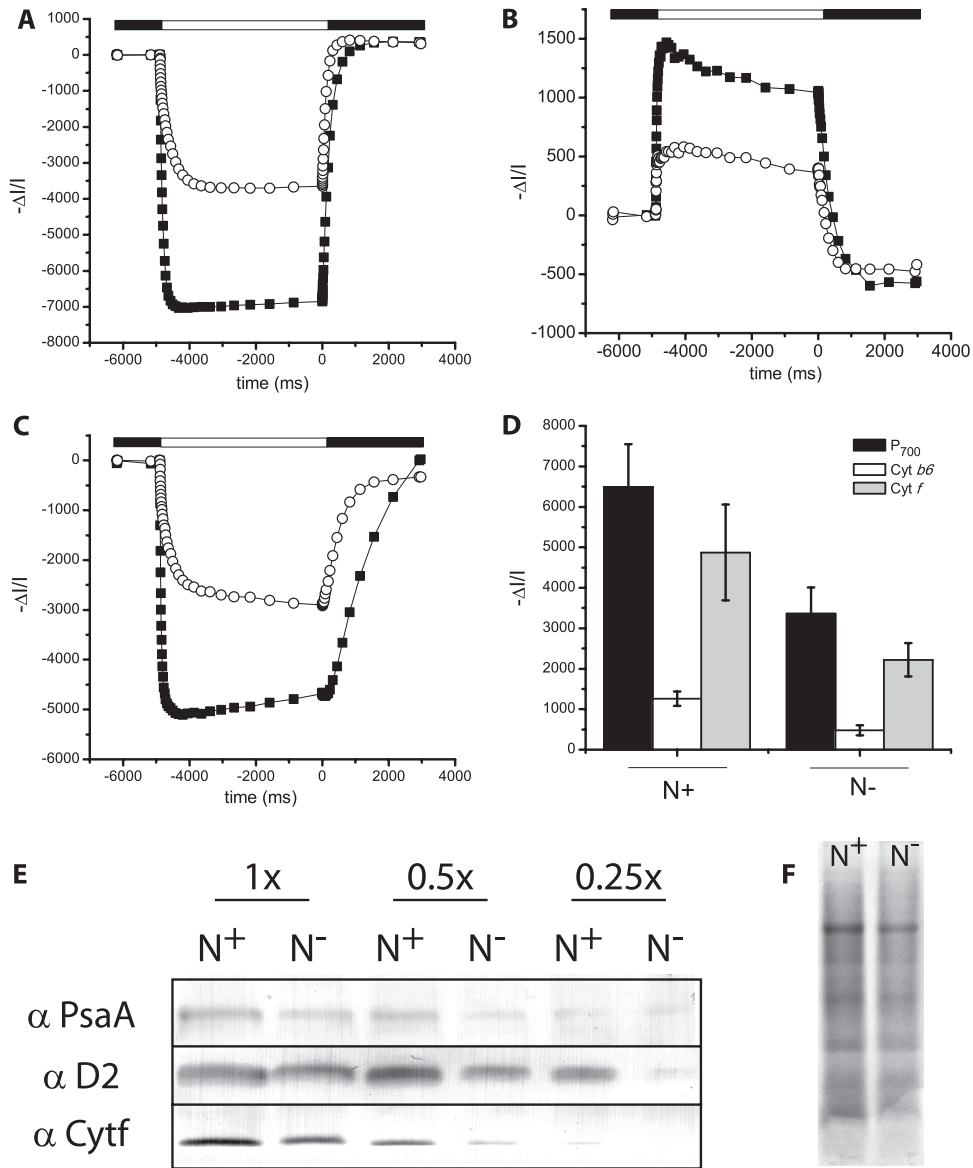 A
1000
0
-1000
-2000
-3000
-4000
-5000
-6000
-7000
-8000
-ΔI/I
-6000 -4000 -2000 0 2000 4000
time (ms)
B
1500
1000
500
0
-500
-1000
-ΔI/I
-6000 -4000 -2000 0 2000 4000
time (ms)
C
0
-1000
-2000
-3000
-4000
-5000
-6000
-ΔI/I
-6000 -4000 -2000 0 2000 4000
time (ms)
D
8000
7000
6000
5000
4000
3000
2000
1000
0
-ΔI/I
P700
Cyt b6
Cyt f
N+ N-
E
1x 0.5x 0.25x
N+ N- N+ N- N+ N-
α PsaA
α D2
α Cytf
F
N+ N-